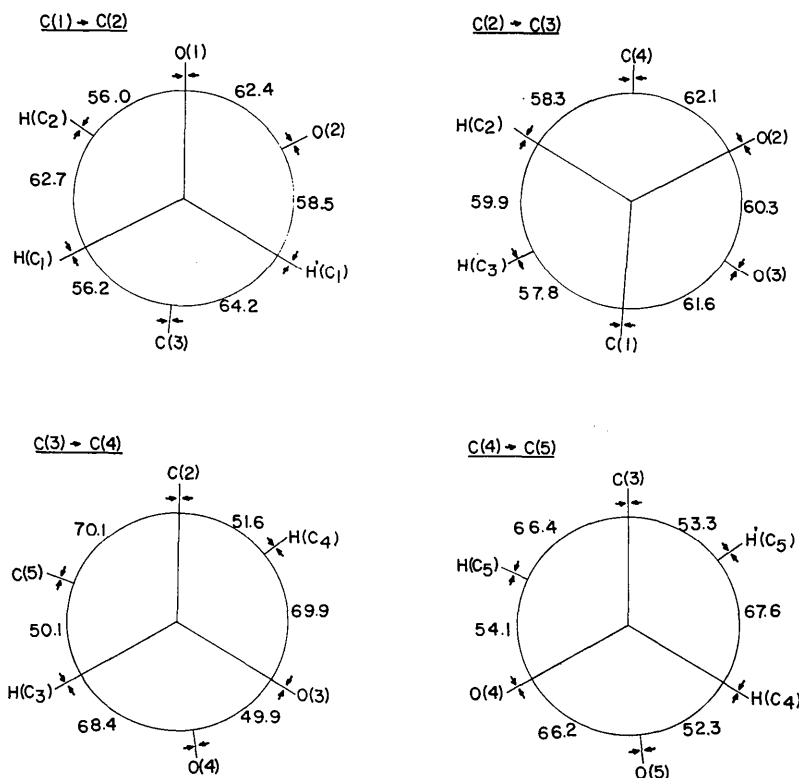 C(1) → C(2)
O(1)
56.0
62.4
H(C2)
O(2)
62.7
58.5
H(C1)
H'(C1)
56.2
64.2
C(3)
C(2) → C(3)
C(4)
58.3
62.1
H(C2)
O(2)
59.9
60.3
H(C3)
O(3)
57.8
61.6
C(1)
C(3) → C(4)
C(2)
70.1
51.6
H(C4)
C(5)
50.1
69.9
H(C3)
O(3)
68.4
49.9
O(4)
C(4) → C(5)
C(3)
66.4
53.3
H'(C5)
H(C5)
54.1
67.6
O(4)
H(C4)
66.2
52.3
O(5)